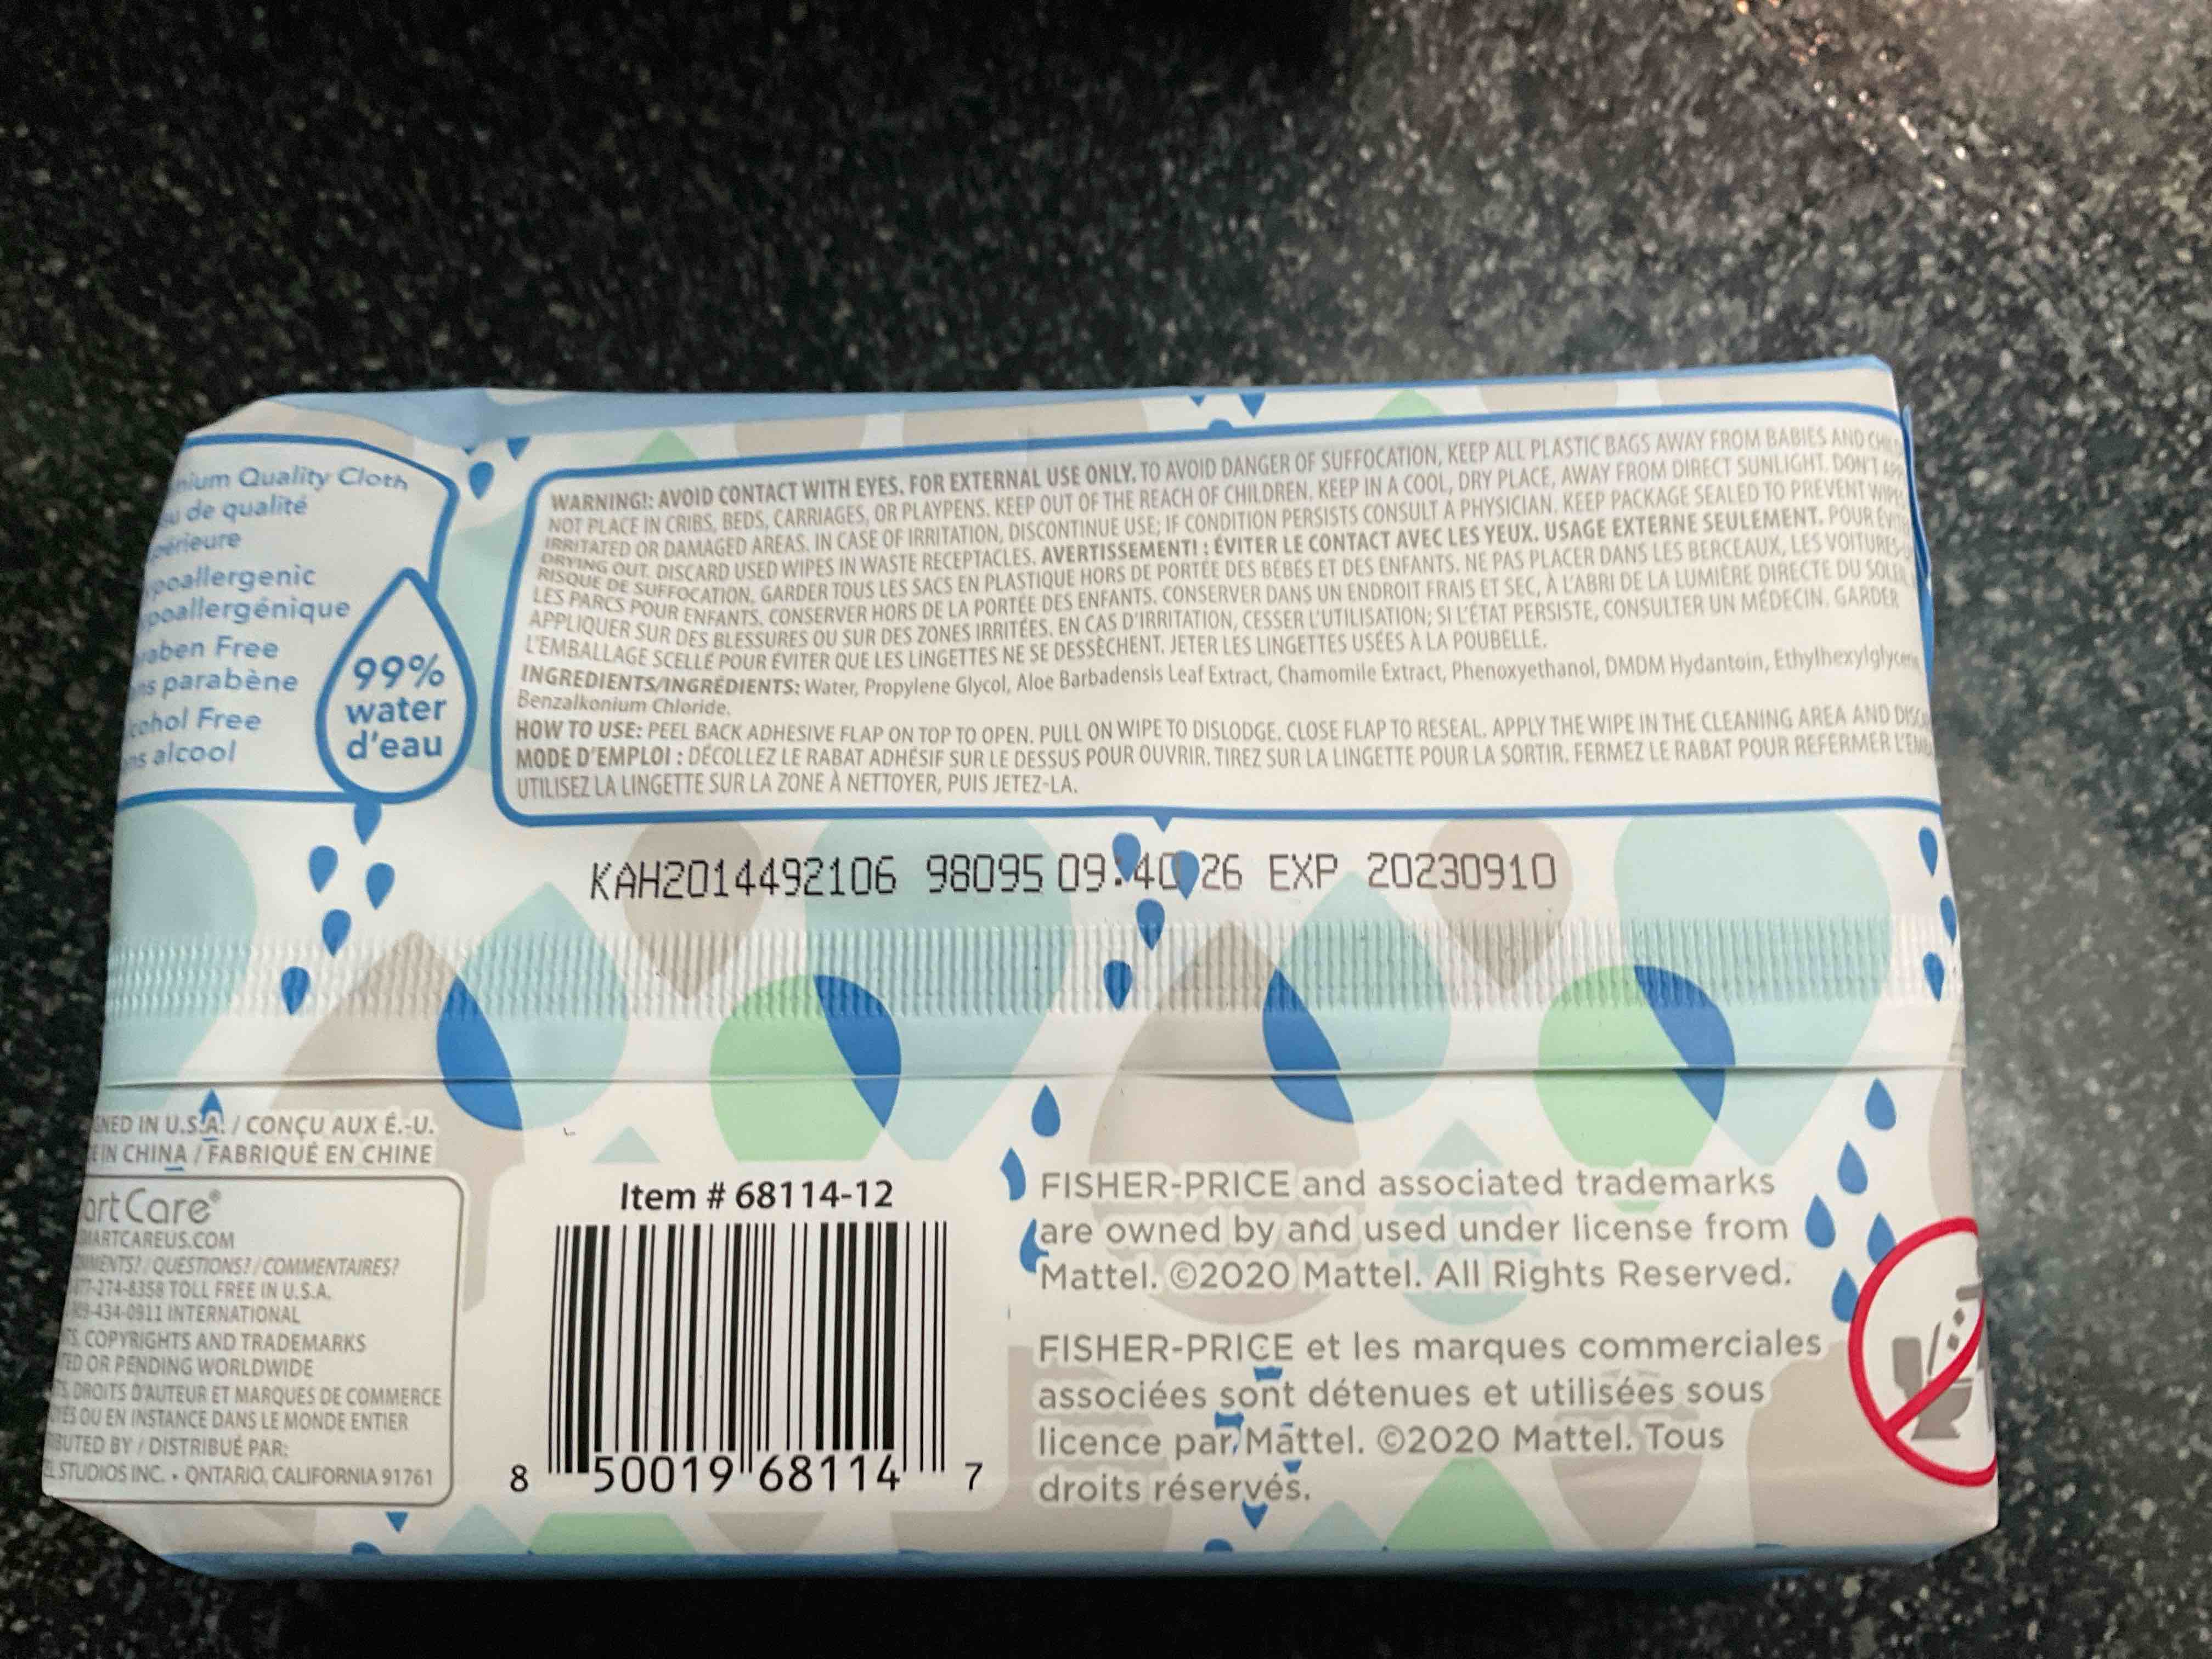 Quality Cloth
de qualité
Free
parabène
Free
alcool
99%
water
d'eau
WARNING!: AVOID CONTACT WITH EYES. FOR EXTERNAL USE ONLY. TO AVOID DANGER OF SUFFOCATION, KEEP ALL PLASTIC BAGS AWAY FROM BABIES AND
NOT PLACE IN CRIBS, BEDS, CARRIAGES, OR PLAYPENS. KEEP OUT OF THE REACH OF CHILDREN. KEEP IN A COOL, DRY PLACE, AWAY FROM DIRECT SUNLIGHT. DON'T
IRRITATED OR DAMAGED AREAS. IN CASE OF IRRITATION, DISCONTINUE USE; IF CONDITION PERSISTS CONSULT A PHYSICIAN. KEEP PACKAGE SEALED TO PREVENT
DRYING OUT. DISCARD USED WIPES IN WASTE RECEPTACLES. AVERTISSEMENT! : ÉVITER LE CONTACT AVEC LES YEUX. USAGE EXTERNE SEULEMENT. POUR
RISQUE DE SUFFOCATION, GARDER TOUS LES SACS EN PLASTIQUE HORS DE PORTÉE DES BÉBÉS ET DES ENFANTS. NE PAS PLACER DANS LES BERCEAUX, LES VOITURES
LES PARCS POUR ENFANTS. CONSERVER HORS DE LA PORTÉE DES ENFANTS. CONSERVER DANS UN ENDROIT FRAIS ET SEC, À L'ABRI DE LA LUMIÈRE DIRECTE DU
APPLIQUER SUR DES BLESSURES OU SUR DES ZONES IRRITÉES. EN CAS D'IRRITATION, CESSER L'UTILISATION; SI L'ÉTAT PERSISTE, CONSULTER UN MÉDECIN. GARDER
L'EMBALLAGE SCELLÉ POUR ÉVITER QUE LES LINGETTES NE SE DESSÈCHENT. JETER LES LINGETTES USÉES À LA POUBELLE.
INGREDIENTS/INGRÉDIENTS: Water, Propylene Glycol, Aloe Barbadensis Leaf Extract, Chamomile Extract, Phenoxyethanol, DMDM Hydantoin,
Benzalkonium Chloride.
HOW TO USE: PEEL BACK ADHESIVE FLAP ON TOP TO OPEN. PULL ON WIPE TO DISLODGE. CLOSE FLAP TO RESEAL. APPLY THE WIPE IN THE CLEANING AREA AND
MODE D'EMPLOI : DÉCOLLEZ LE RABAT ADHÉSIF SUR LE DESSUS POUR OUVRIR. TIREZ SUR LA LINGETTE POUR LA SORTIR. FERMEZ LE RABAT POUR REFERMER
UTILISEZ LA LINGETTE SUR LA ZONE À NETTOYER, PUIS JETEZ-LA.
KAH2014492106 98095 09:40 26 EXP 20230910
IN U.S.A. / CONÇU AUX É.-U.
IN CHINA / FABRIQUÉ EN CHINE
Care®
QUESTIONS? / COMMENTAIRES?
TOLL FREE IN U.S.A.
INTERNATIONAL
COPYRIGHTS AND TRADEMARKS
OR PENDING WORLDWIDE
DROITS D'AUTEUR ET MARQUES DE COMMERCE
OU EN INSTANCE DANS LE MONDE ENTIER
BY / DISTRIBUÉ PAR:
STUDIOS INC. • ONTARIO, CALIFORNIA 91761
Item # 68114-12
8 50019 68114 7
FISHER-PRICE and associated trademarks
are owned by and used under license from
Mattel. ©2020 Mattel. All Rights Reserved.
FISHER-PRICE et les marques commerciales
associées sont détenues et utilisées sous
licence par Mattel. ©2020 Mattel. Tous
droits réservés.